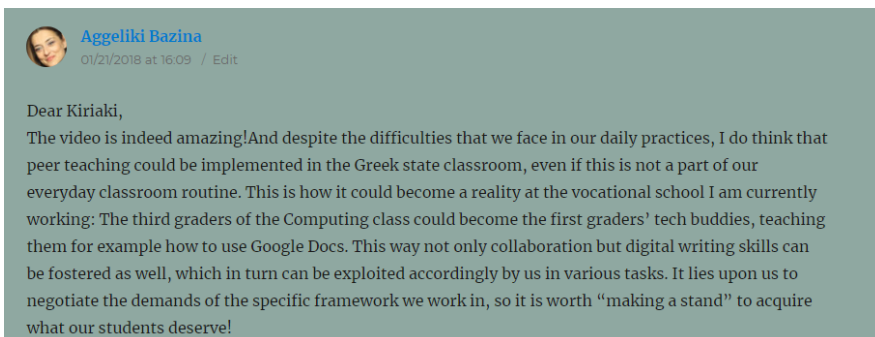 Aggeliki Bazina
01/21/2018 at 16:09 / Edit
Dear Kiriaki,
The video is indeed amazing!And despite the difficulties that we face in our daily practices, I do think that
peer teaching could be implemented in the Greek state classroom, even if this is not a part of our
everyday classroom routine. This is how it could become a reality at the vocational school I am currently
working: The third graders of the Computing class could become the first graders’ tech buddies, teaching
them for example how to use Google Docs. This way not only collaboration but digital writing skills can
be fostered as well, which in turn can be exploited accordingly by us in various tasks. It lies upon us to
negotiate the demands of the specific framework we work in, so it is worth “making a stand” to acquire
what our students deserve!